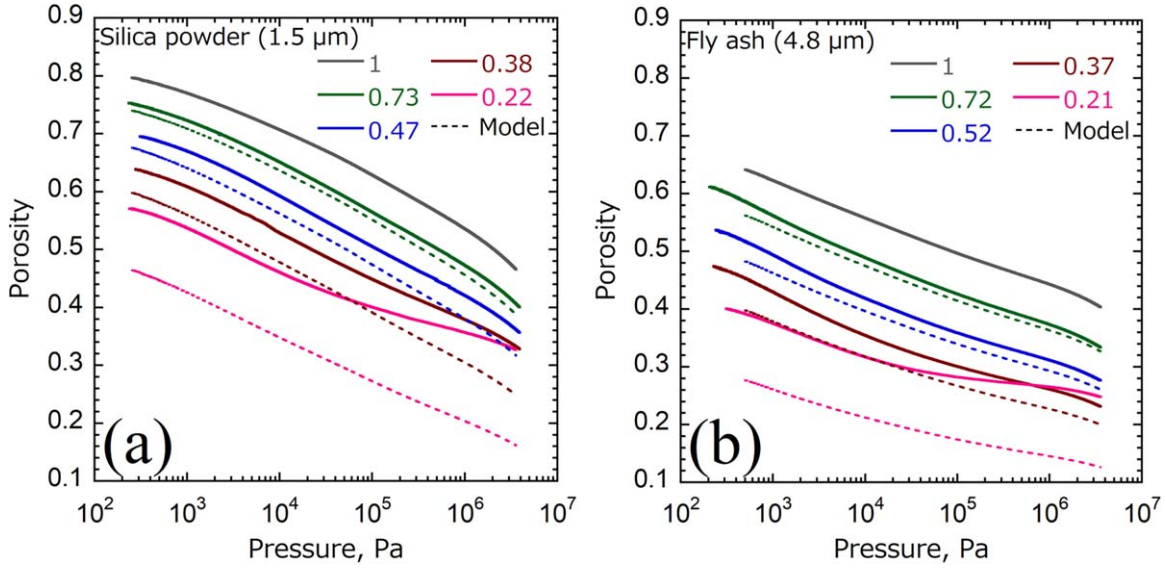 0.9
0.8
0.7
0.6
0.5
0.4
0.3
0.2
0.1
Porosity
Silica powder (1.5 μm)
1
0.73
0.47
0.38
0.22
Model
(a)
10² 10³ 10⁴ 10⁵ 10⁶ 10⁷
Pressure, Pa
0.9
0.8
0.7
0.6
0.5
0.4
0.3
0.2
0.1
Porosity
Fly ash (4.8 μm)
1
0.72
0.52
0.37
0.21
Model
(b)
10² 10³ 10⁴ 10⁵ 10⁶ 10⁷
Pressure, Pa